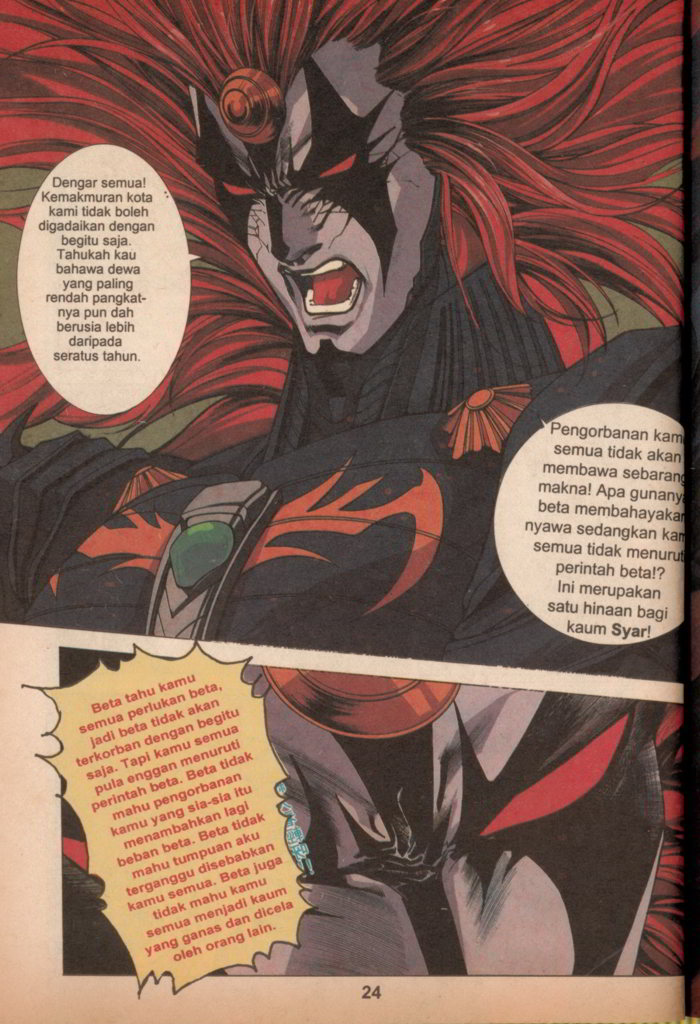 Dengar semua!
Kemakmuran kota
kami tidak boleh
digadaikan dengan
begitu saja.
Tahukah kau
bahawa dewa
yang paling
rendah pangkat-
nya pun dah
berusia lebih
daripada
seratus tahun.
Pengorbanan kam
semua tidak akan
membawa sebarang
makna! Apa gunanya
beta membahayakan
nyawa sedangkan kam
semua tidak menuruti
perintah beta!?
Ini merupakan
satu hinaan bagi
kaum Syar!
Beta tahu kamu
semua perlukan beta,
jadi beta tidak akan
terkorban dengan begitu
saja. Tapi kamu semua
pula enggan menuruti
perintah beta. Beta tidak
mahu pengorbanan
kamu yang sia-sia itu
menambahkan lagi
beban beta. Beta tidak
mahu tumpuan aku
terganggu disebabkan
kamu semua. Beta juga
tidak mahu kamu
semua menjadi kaum
yang ganas dan dicela
oleh orang lain.
24